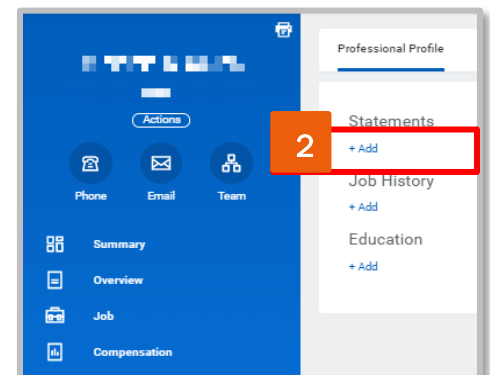 Actions
Phone
Email
Team
Summary
Overview
Job
Compensation
Professional Profile
2
Statements
+ Add
Job History
+ Add
Education
+ Add